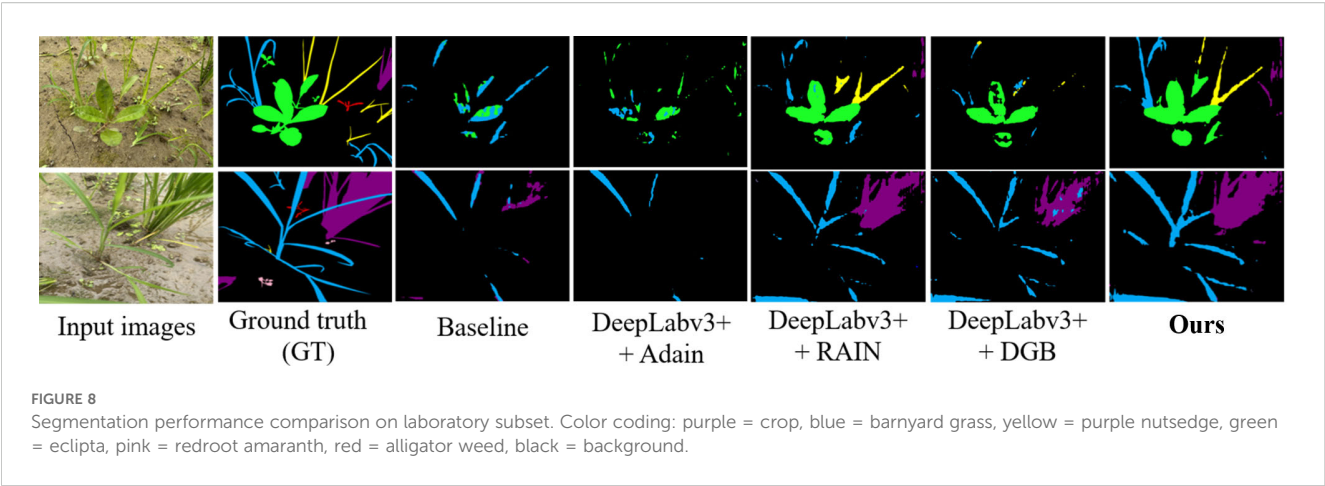 Input images
Ground truth
(GT)
Baseline
DeepLabv3+
+ Adain
DeepLabv3+
+ RAIN
DeepLabv3+
+ DGB
Ours
FIGURE 8
Segmentation performance comparison on laboratory subset. Color coding: purple = crop, blue = barnyard grass, yellow = purple nutsedge, green
= eclipta, pink = redroot amaranth, red = alligator weed, black = background.